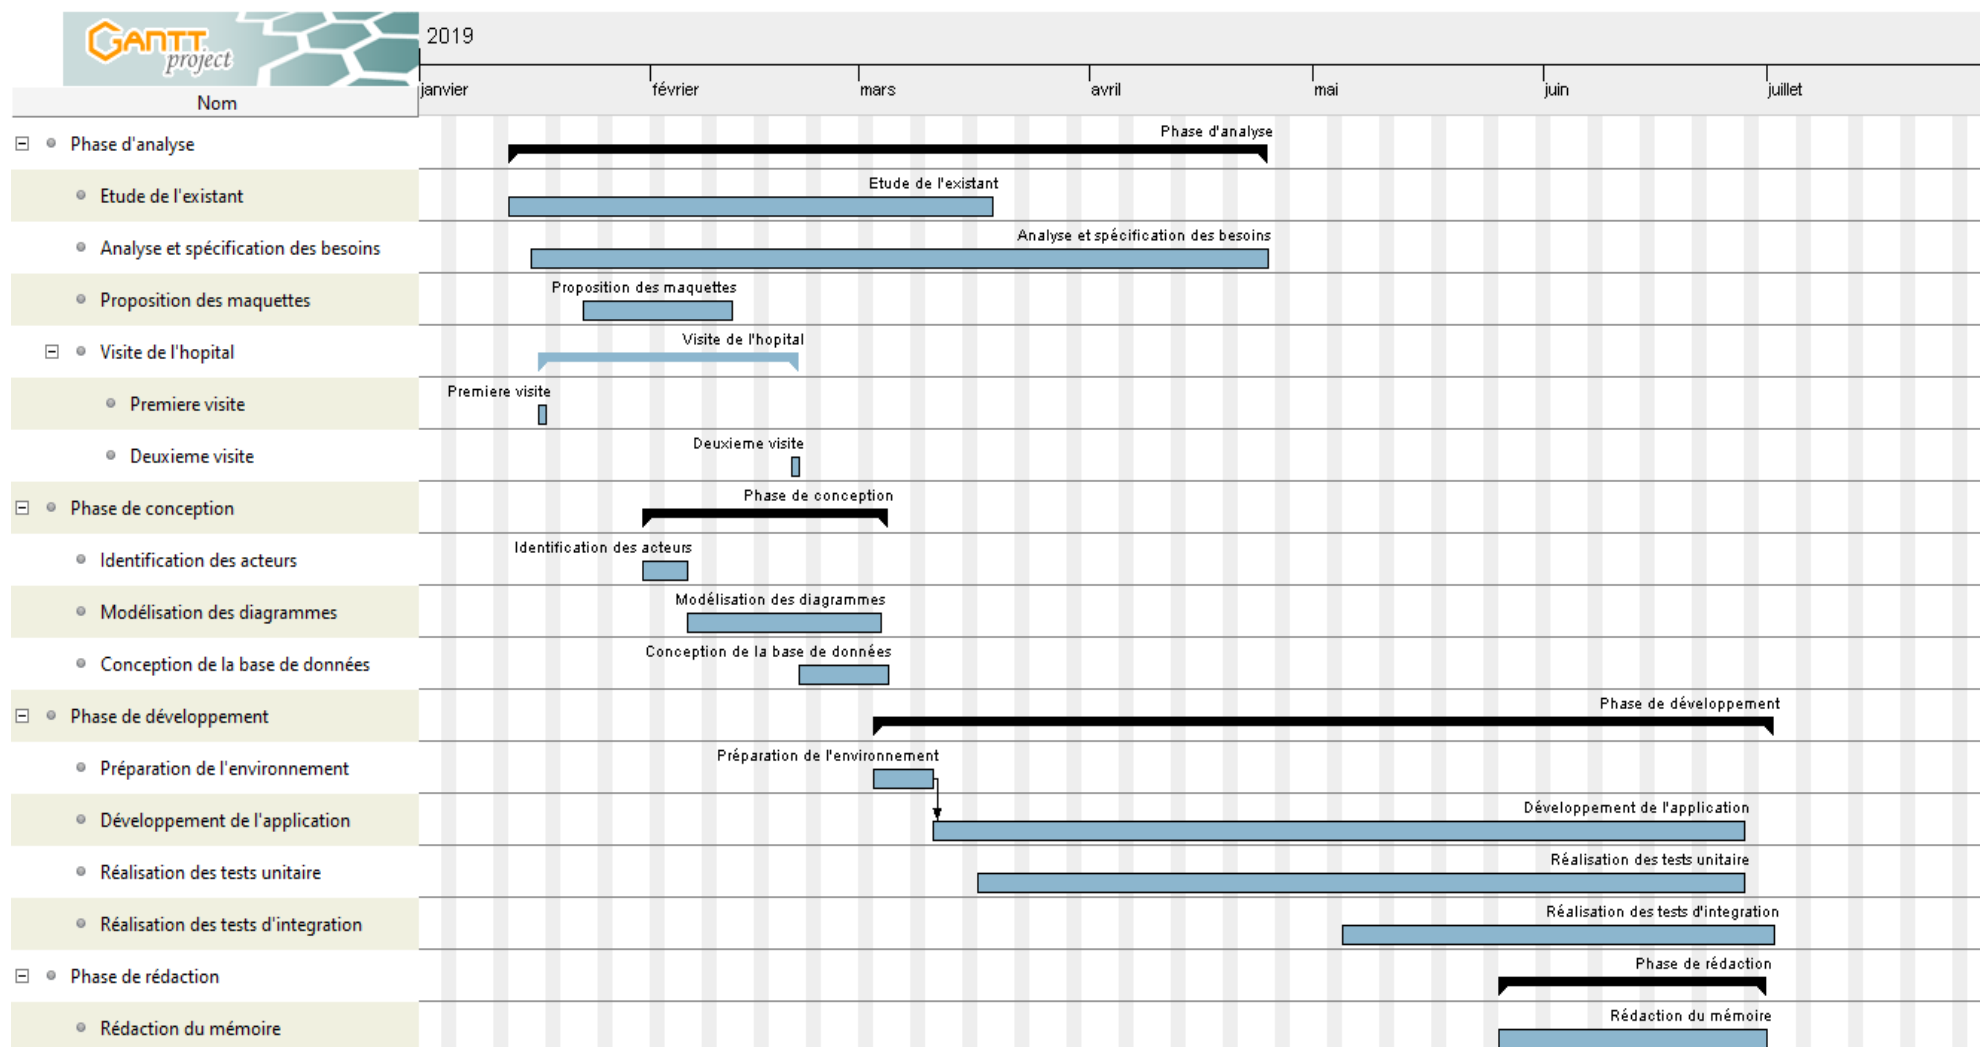 GANTT
project
2019
janvier février mars avril mai juin juillet
Nom
Phase d'analyse
Phase d'analyse
Etude de l'existant
Etude de l'existant
Analyse et spécification des besoins
Analyse et spécification des besoins
Proposition des maquettes
Proposition des maquettes
Visite de l'hopital
Visite de l'hopital
Premiere visite
Premiere visite
Deuxieme visite
Deuxieme visite
Phase de conception
Phase de conception
Identification des acteurs
Identification des acteurs
Modélisation des diagrammes
Modélisation des diagrammes
Conception de la base de données
Conception de la base de données
Phase de développement
Phase de développement
Préparation de l'environnement
Préparation de l'environnement
Développement de l'application
Développement de l'application
Réalisation des tests unitaire
Réalisation des tests unitaire
Réalisation des tests d'integration
Réalisation des tests d'integration
Phase de rédaction
Phase de rédaction
Rédaction du mémoire
Rédaction du mémoire